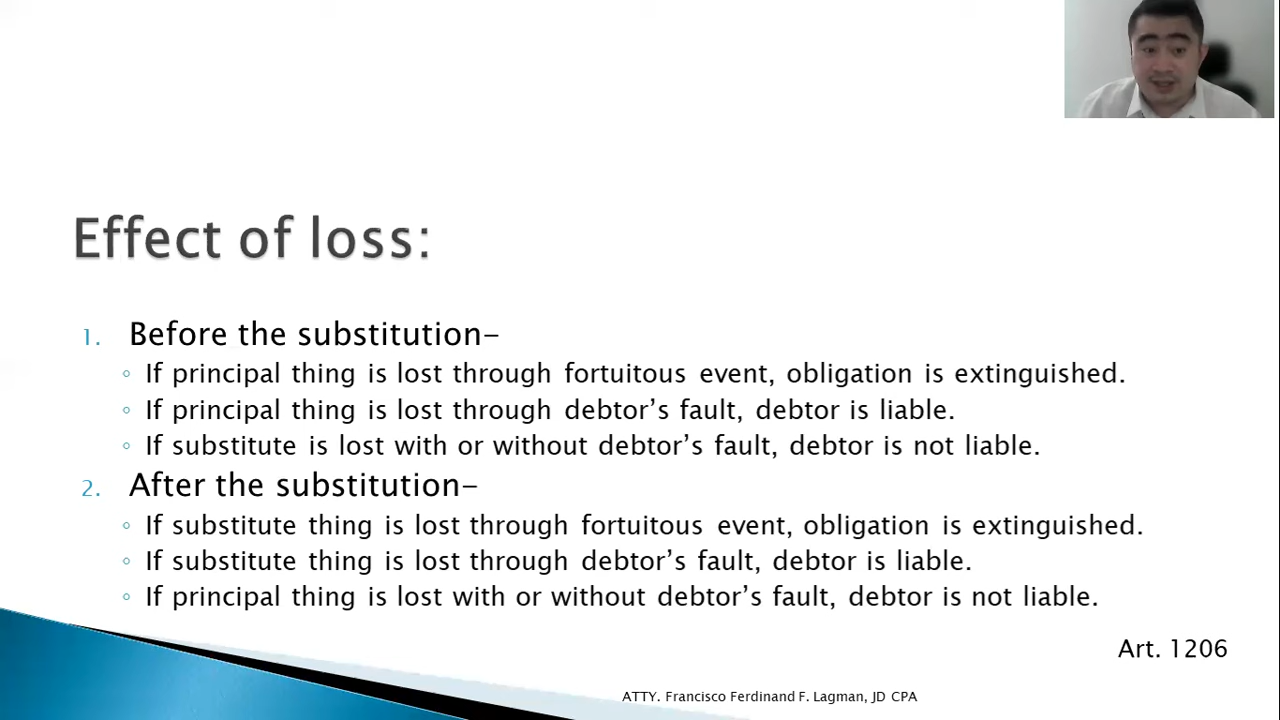 Effect of loss:
1. Before the substitution–
◦ If principal thing is lost through fortuitous event, obligation is extinguished.
◦ If principal thing is lost through debtor’s fault, debtor is liable.
◦ If substitute is lost with or without debtor’s fault, debtor is not liable.
2. After the substitution–
◦ If substitute thing is lost through fortuitous event, obligation is extinguished.
◦ If substitute thing is lost through debtor’s fault, debtor is liable.
◦ If principal thing is lost with or without debtor’s fault, debtor is not liable.
Art. 1206
ATTY. Francisco Ferdinand F. Lagman, JD CPA